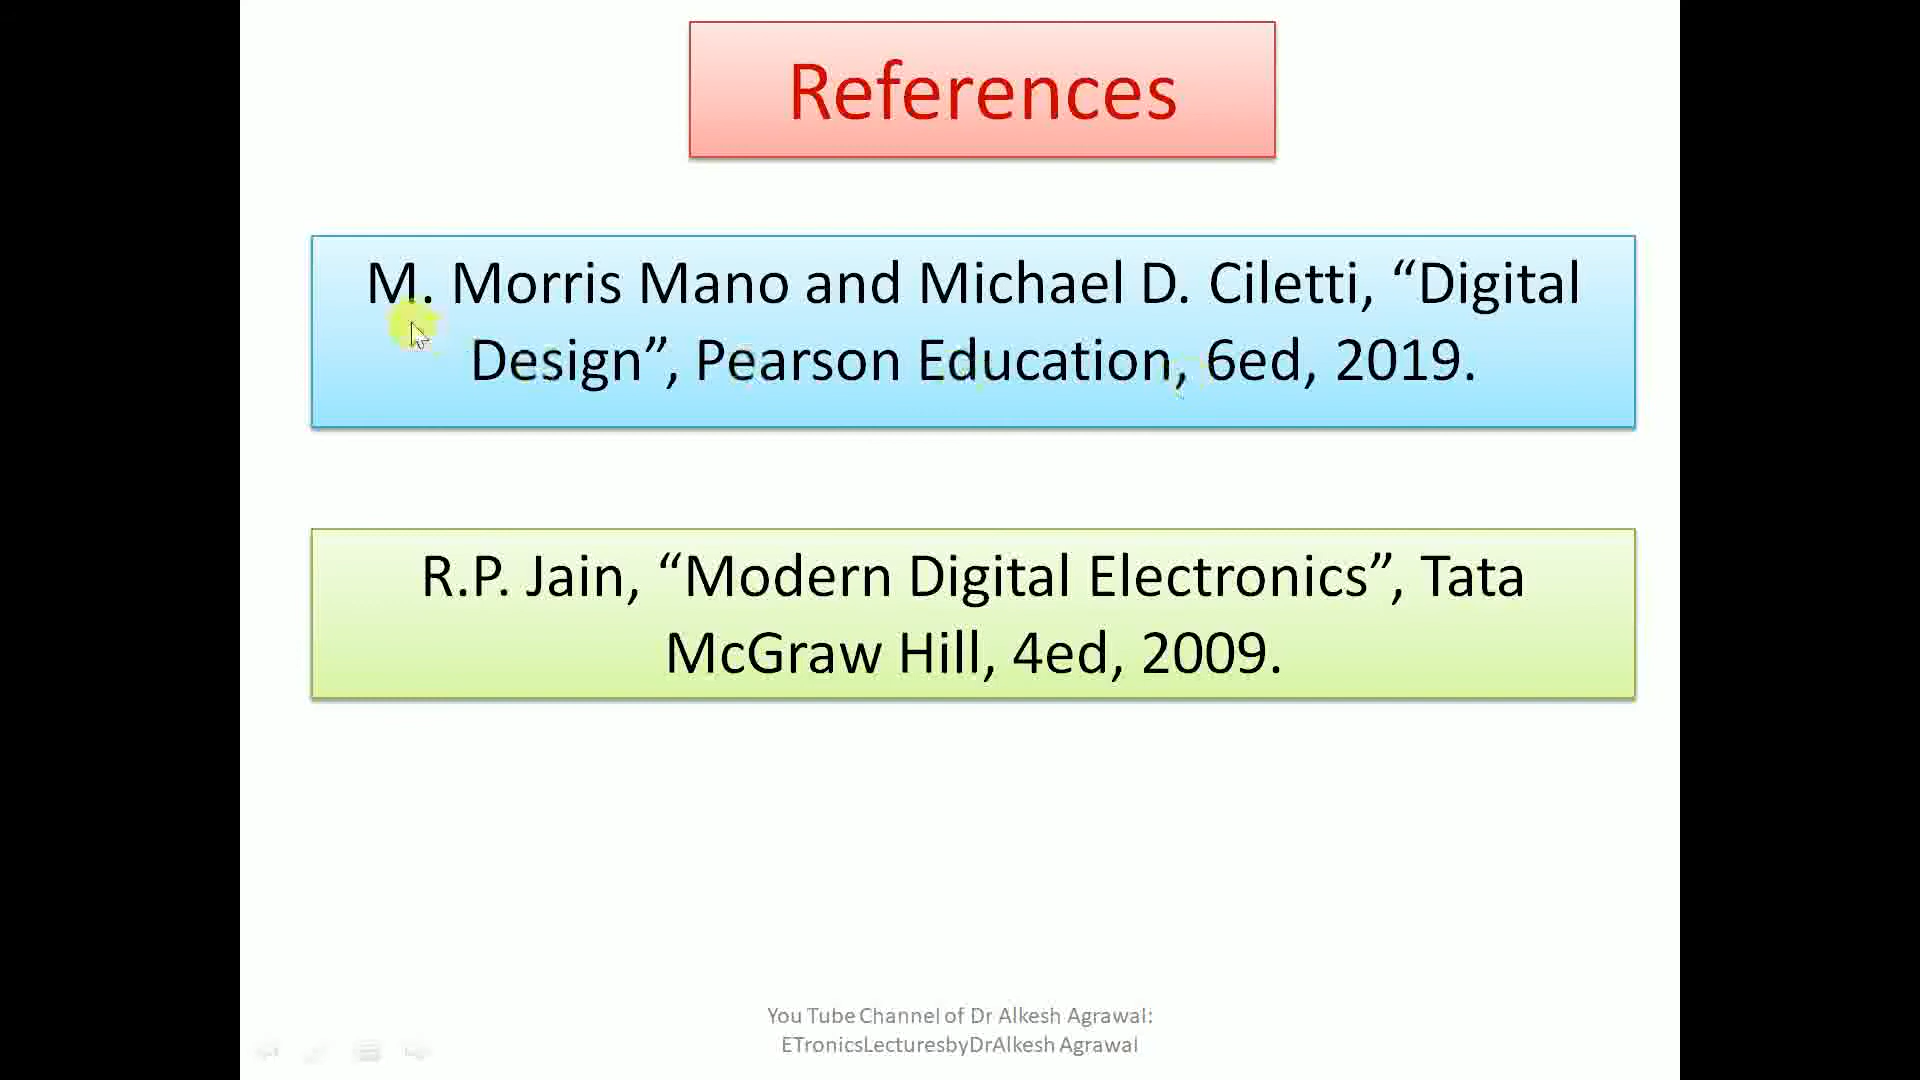 References
M. Morris Mano and Michael D. Ciletti, “Digital
Design”, Pearson Education, 6ed, 2019.
R.P. Jain, “Modern Digital Electronics”, Tata
McGraw Hill, 4ed, 2009.
You Tube Channel of Dr Alkesh Agrawal:
ETronicsLecturesbyDrAlkesh Agrawal